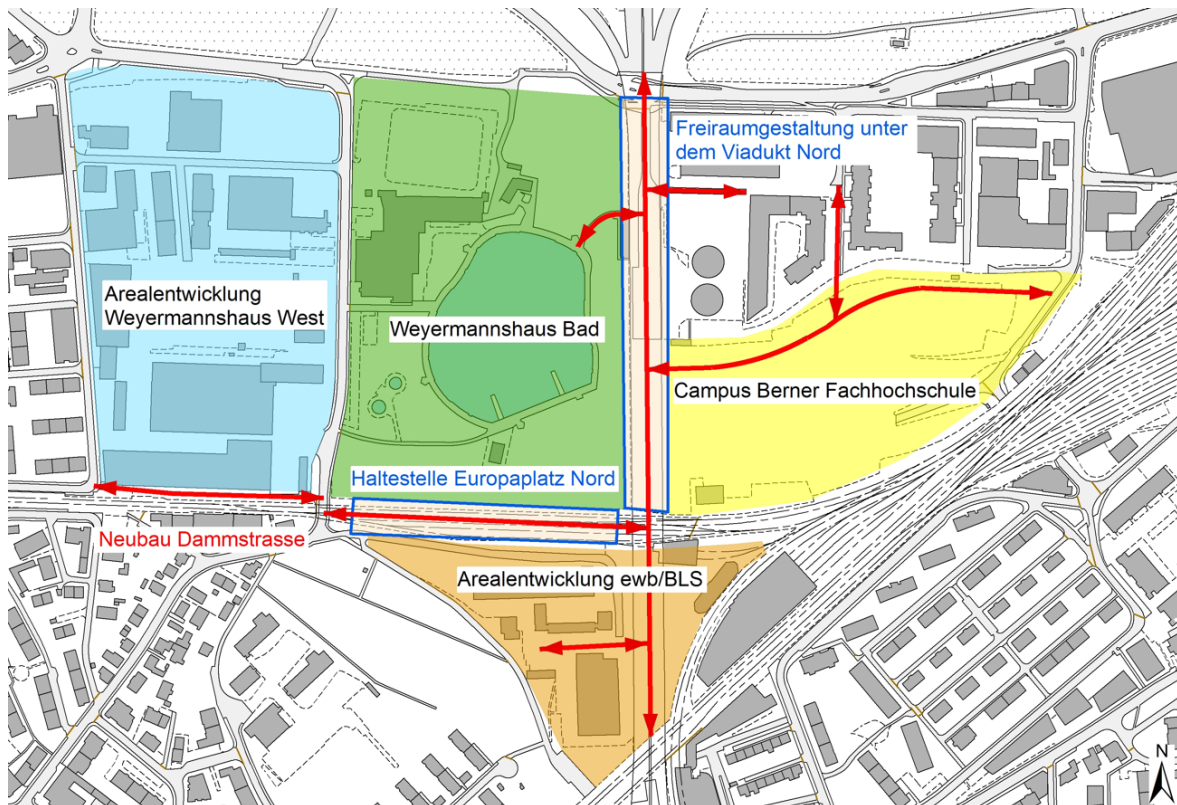 Freiraumgestaltung unter
dem Viadukt Nord
Arealentwicklung
Weyermannshaus West
Weyermannshaus Bad
Campus Berner Fachhochschule
Haltestelle Europaplatz Nord
Neubau Dammstrasse
Arealentwicklung ewb/BLS
N